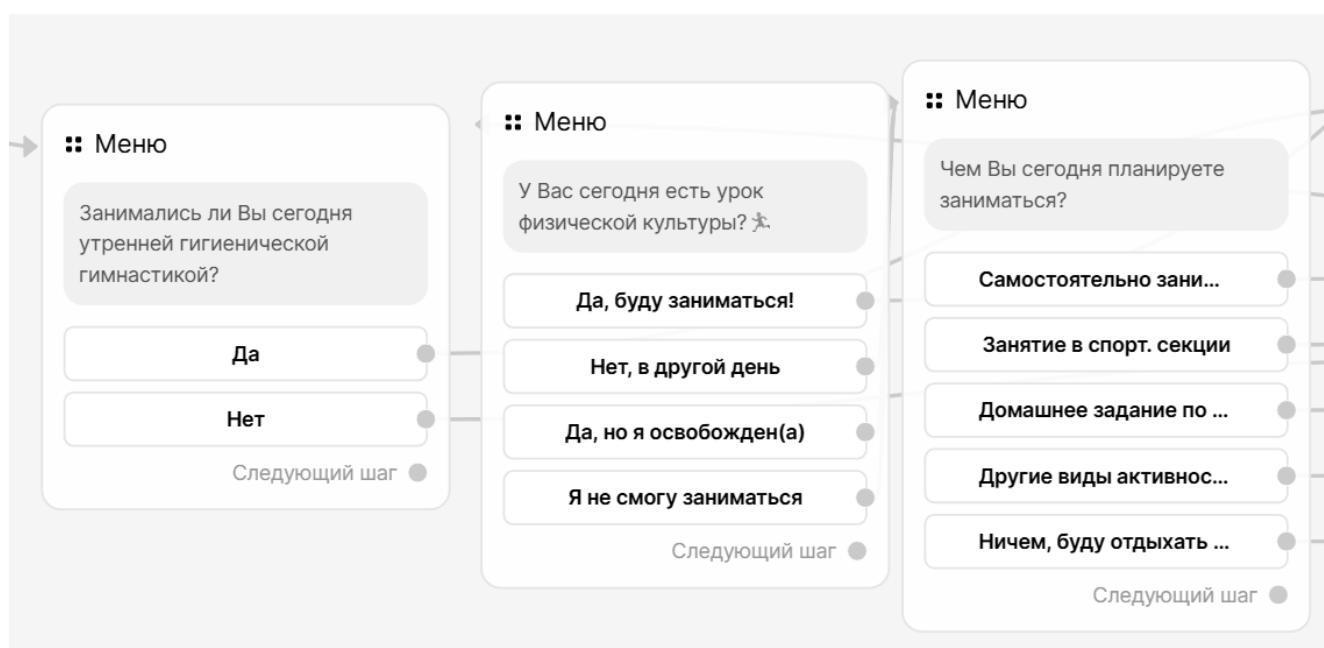 Меню
Занимались ли Вы сегодня
утренней гигиенической
гимнастикой?
Да
Нет
Следующий шаг
Меню
У Вас сегодня есть урок
физической культуры?
Да, буду заниматься!
Нет, в другой день
Да, но я освобожден(а)
Я не смогу заниматься
Следующий шаг
Меню
Чем Вы сегодня планируете
заниматься?
Самостоятельно зани...
Занятие в спорт. секции
Домашнее задание по ...
Другие виды активнос...
Ничем, буду отдыхать ...
Следующий шаг